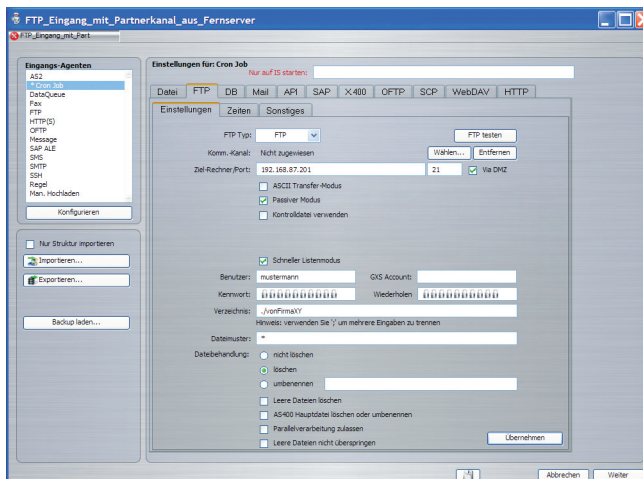 FTP_Eingang_mit_Partnerkanal_aus_Fernserver
FTP_Eingang_mit_Part
Eingangs-Agenten
AS2
* Cron Job
DataQueue
Fax
FTP
HTTP(S)
OFTP
Message
SAP ALE
SMS
SMTP
SSH
Regel
Man. Hochladen
Konfigurieren
Nur Struktur importieren
Importieren...
Exportieren...
Backup laden...
Einstellungen für: Cron Job
Nur auf IS starten:
Datei FTP DB Mail API SAP X400 OFTP SCP WebDAV HTTP
Einstellungen Zeiten Sonstiges
FTP Typ: FTP FTP testen
Komm.-Kanal: Nicht zugewiesen Wählen... Entfernen
Ziel-Rechner/Port: 192.168.87.201 21 Via DMZ
ASCII Transfer-Modus
Passiver Modus
Kontrolldatei verwenden
Schneller Listenmodus
Benutzer: mustermann GXS Account:
Kennwort: Wiederholen
Verzeichnis: ./vonFirmaXY
Hinweis: verwenden Sie ';' um mehrere Eingaben zu trennen
Dateimuster: *
Dateibehandlung: nicht löschen
löschen
umbenennen
Leere Dateien löschen
AS400 Hauptdatei löschen oder umbenennen
Parallelverarbeitung zulassen
Leere Dateien nicht überspringen
Übernehmen
Abbrechen Weiter